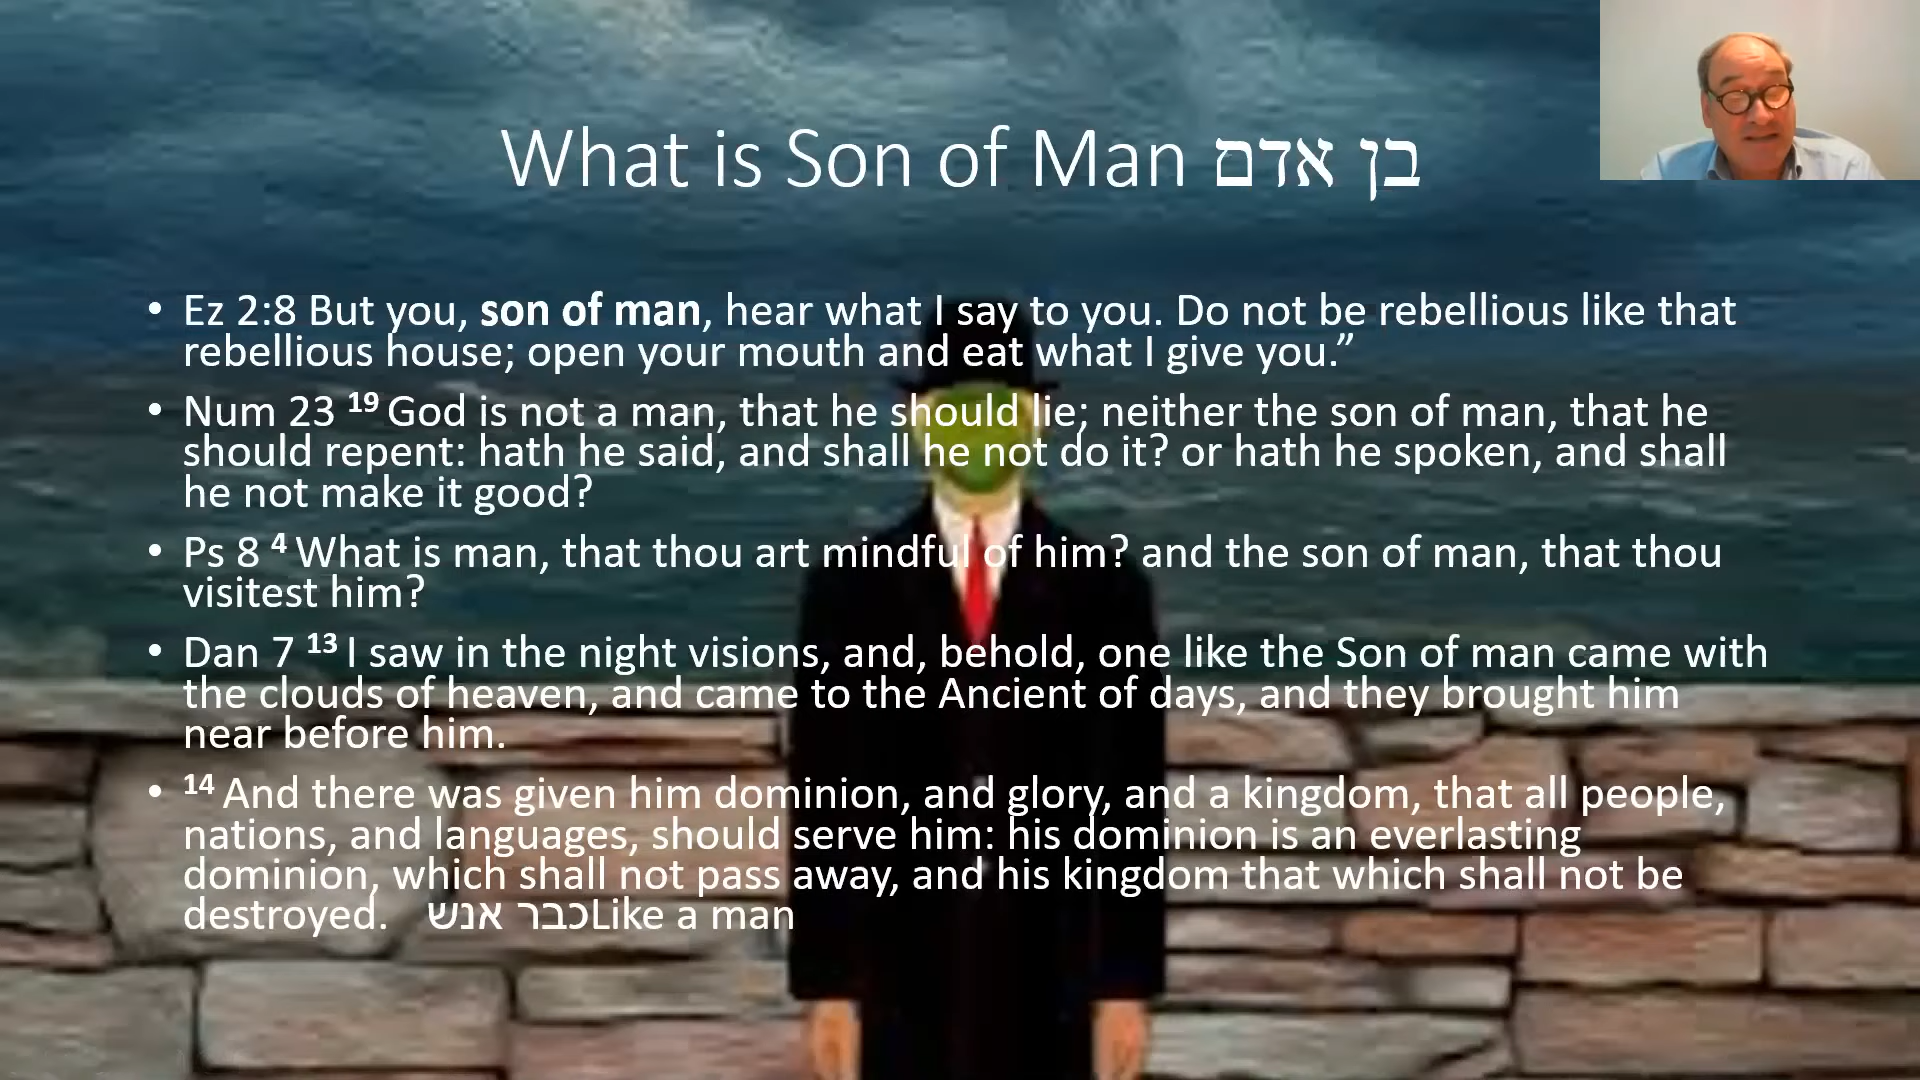 What is Son of Man בן אדם
• Ez 2:8 But you, son of man, hear what I say to you. Do not be rebellious like that
rebellious house; open your mouth and eat what I give you.”
• Num 23 19 God is not a man, that he should lie; neither the son of man, that he
should repent: hath he said, and shall he not do it? or hath he spoken, and shall
he not make it good?
• Ps 8 4 What is man, that thou art mindful of him? and the son of man, that thou
visitest him?
• Dan 7 13 I saw in the night visions, and, behold, one like the Son of man came with
the clouds of heaven, and came to the Ancient of days, and they brought him
near before him.
• 14 And there was given him dominion, and glory, and a kingdom, that all people,
nations, and languages, should serve him: his dominion is an everlasting
dominion, which shall not pass away, and his kingdom that which shall not be
destroyed. כבר אנש Like a man